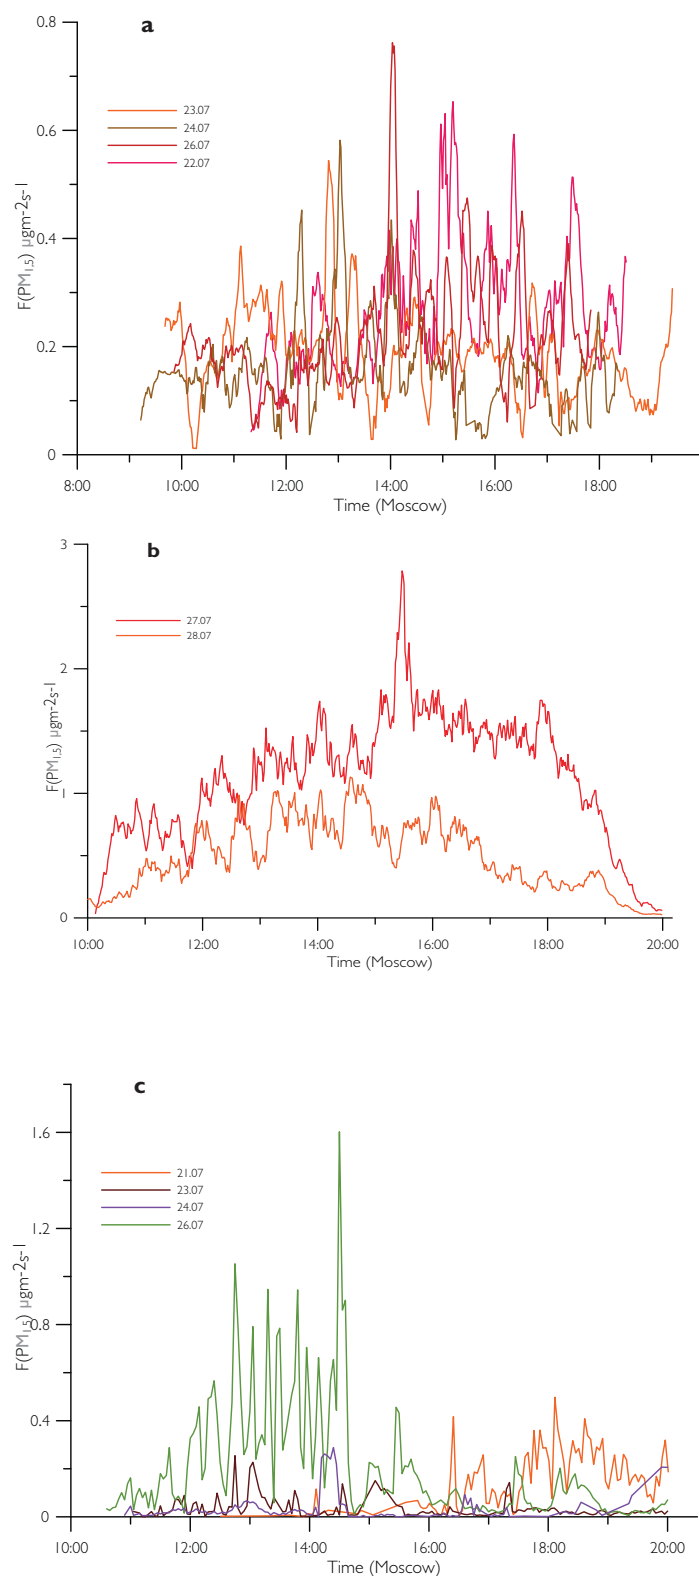 a
0.8
0.6
0.4
0.2
0
F(PM1,5) µgm-2s-1
23.07
24.07
26.07
22.07
8:00 10:00 12:00 14:00 16:00 18:00
Time (Moscow)
b
3
2
1
0
F(PM1,5) µgm-2s-1
27.07
28.07
10:00 12:00 14:00 16:00 18:00 20:00
Time (Moscow)
c
1.6
1.2
0.8
0.4
0
F(PM1,5) µgm-2s-1
21.07
23.07
24.07
26.07
10:00 12:00 14:00 16:00 18:00 20:00
Time (Moscow)